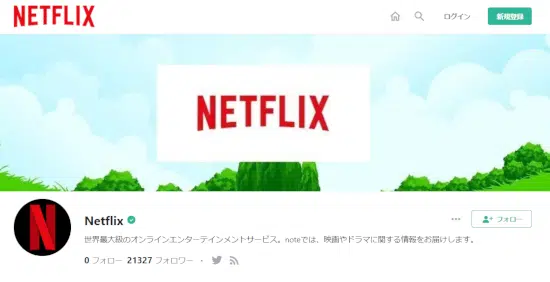 NETFLIX
ログイン
新規登録
NETFLIX
N
Netflix
フォロー
世界最大級のオンラインエンターテインメントサービス。noteでは、映画やドラマに関する情報をお届けします。
0 フォロー 21327 フォロワー